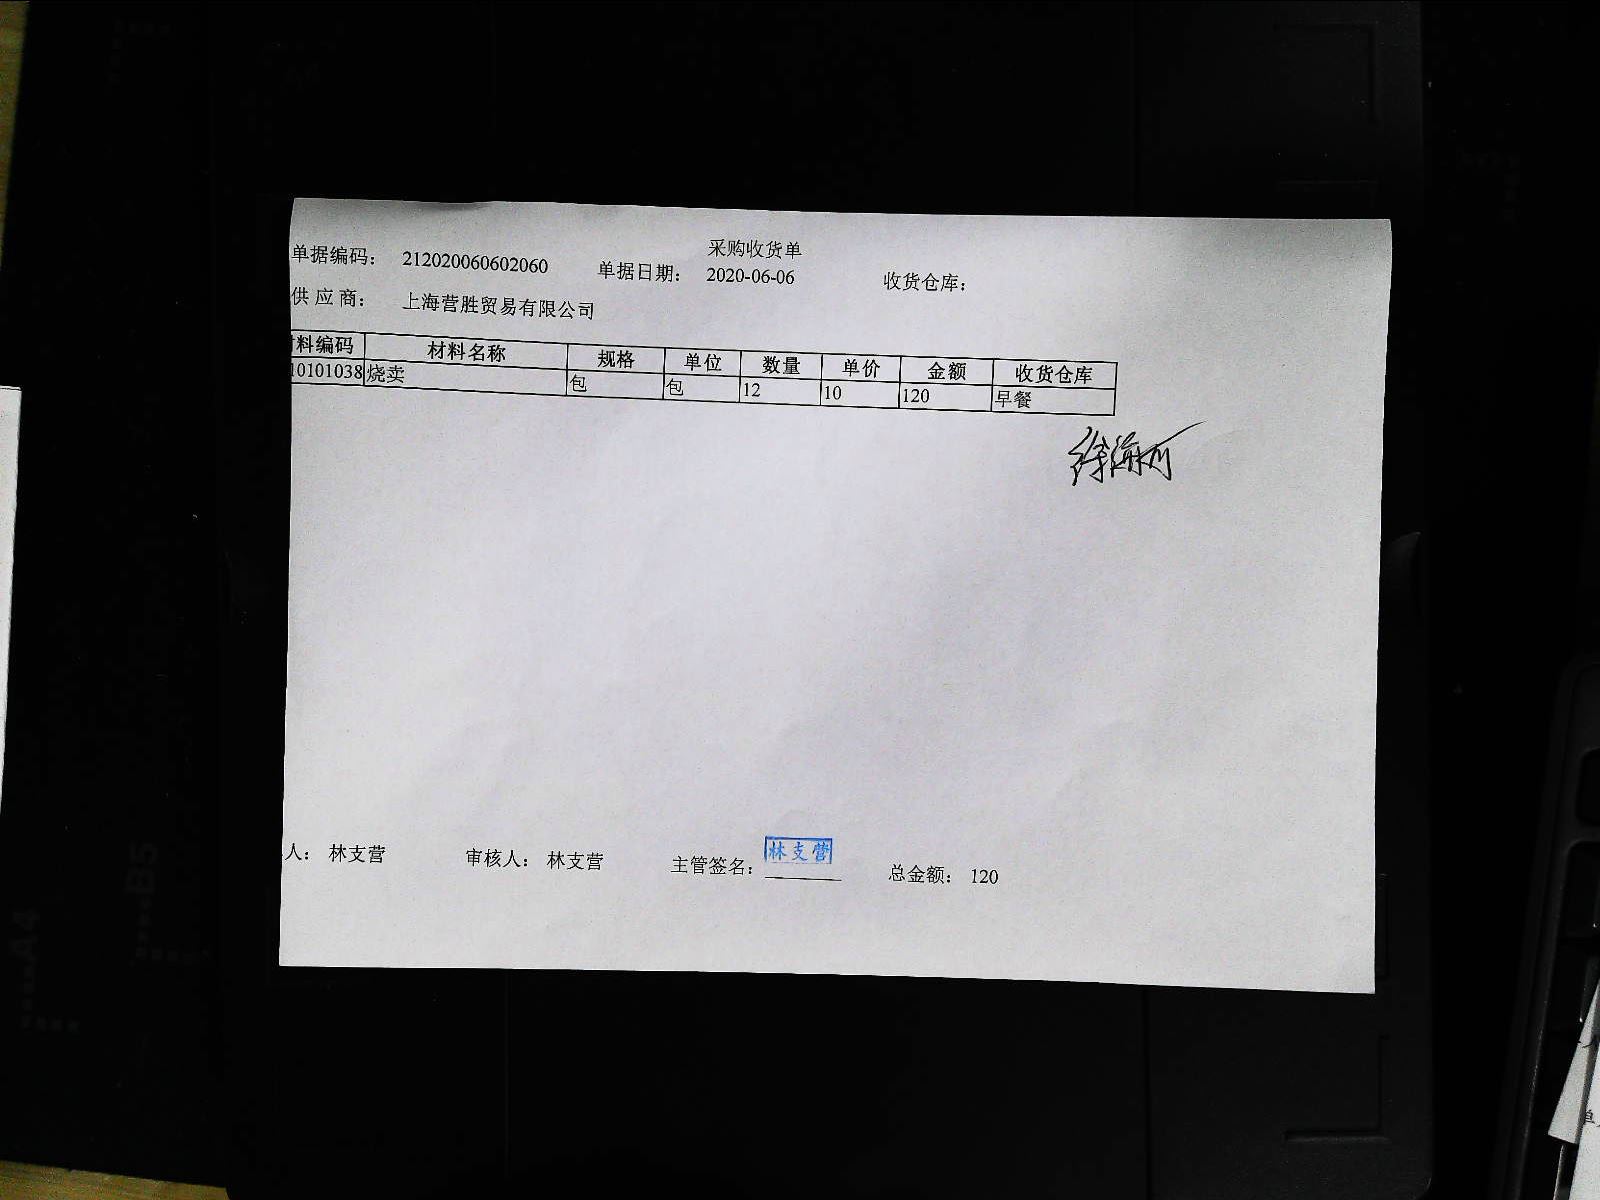 采购收货单
单据编码： 212020060602060 单据日期： 2020-06-06 收货仓库：
供 应 商： 上海营胜贸易有限公司
料编码 材料名称 规格 单位 数量 单价 金额 收货仓库
10101038 烧卖 包 包 12 10 120 早餐
人： 林支营 审核人： 林支营 主管签名： 林支营 总金额： 120
B5
A4